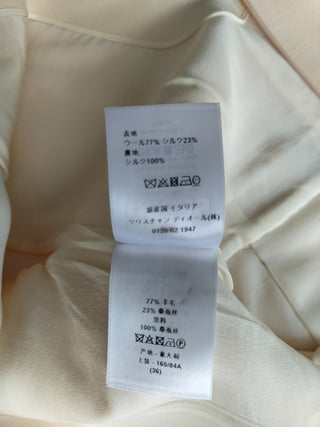 表地
ウール77% シルク23%
裏地
シルク100%
原産国 イタリア
クリスチャン ディオール(株)
0120/02 1947
77% 羊毛
23% 桑蚕丝
里料
100% 桑蚕丝
产地 - 意大利
上装 - 165/84A
(36)